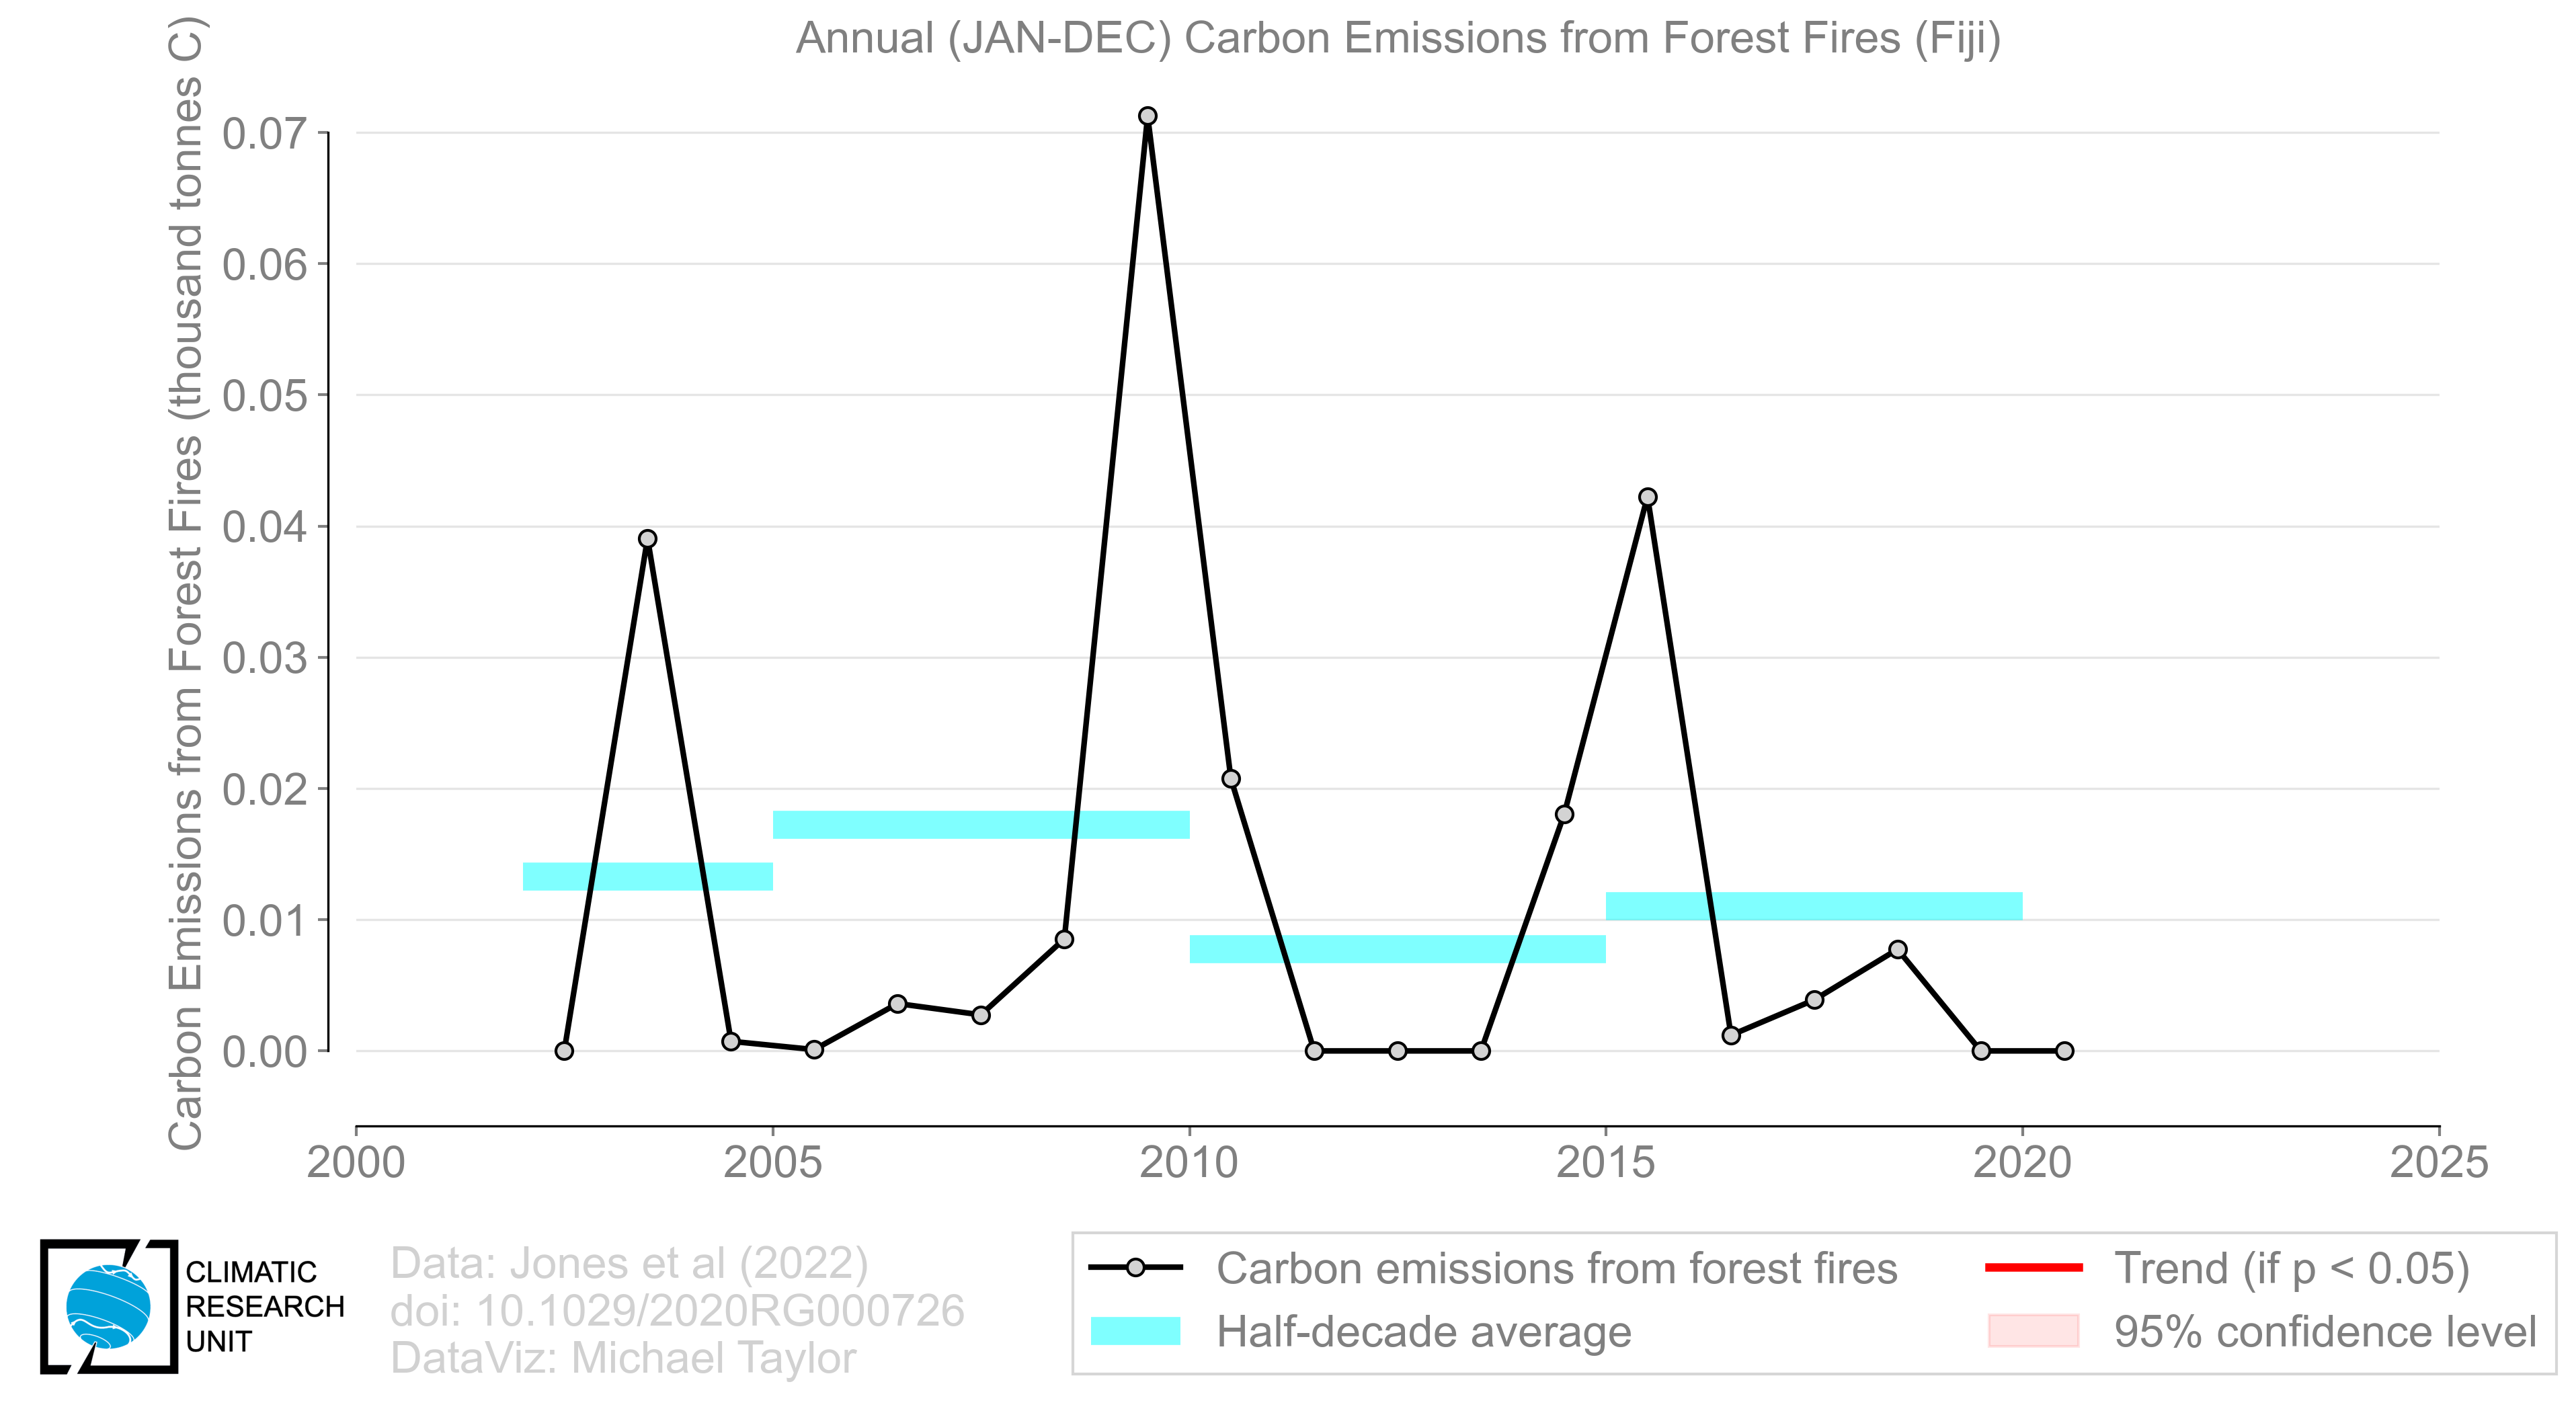 Annual (JAN-DEC) Carbon Emissions from Forest Fires (Fiji)
Carbon Emissions from Forest Fires (thousand tonnes C)
0.07
0.06
0.05
0.04
0.03
0.02
0.01
0.00
2000 2005 2010 2015 2020 2025
CLIMATIC
RESEARCH
UNIT
Data: Jones et al (2022)
doi: 10.1029/2020RG000726
DataViz: Michael Taylor
Carbon emissions from forest fires
Half-decade average
Trend (if p < 0.05)
95% confidence level